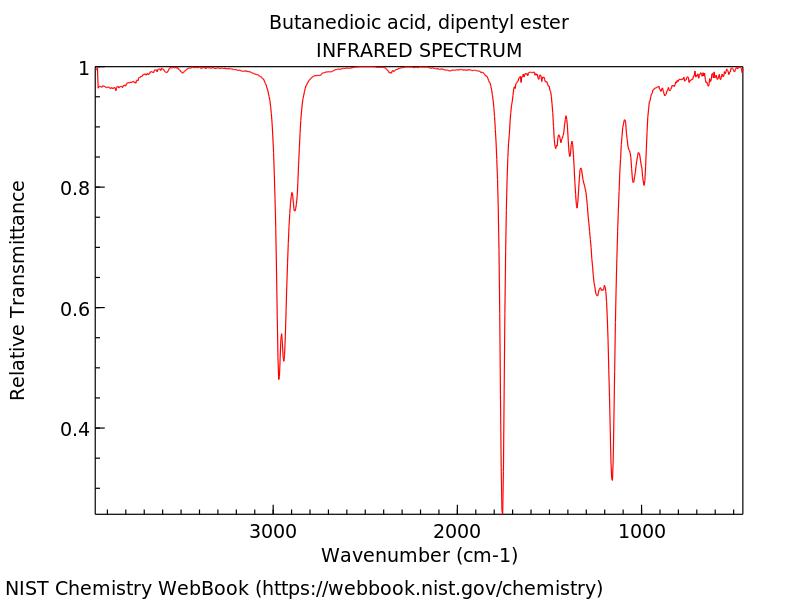 Butanedioic acid, dipentyl ester
INFRARED SPECTRUM
1
0.8
0.6
0.4
Relative Transmittance
3000 2000 1000
Wavenumber (cm-1)
NIST Chemistry WebBook (https://webbook.nist.gov/chemistry)